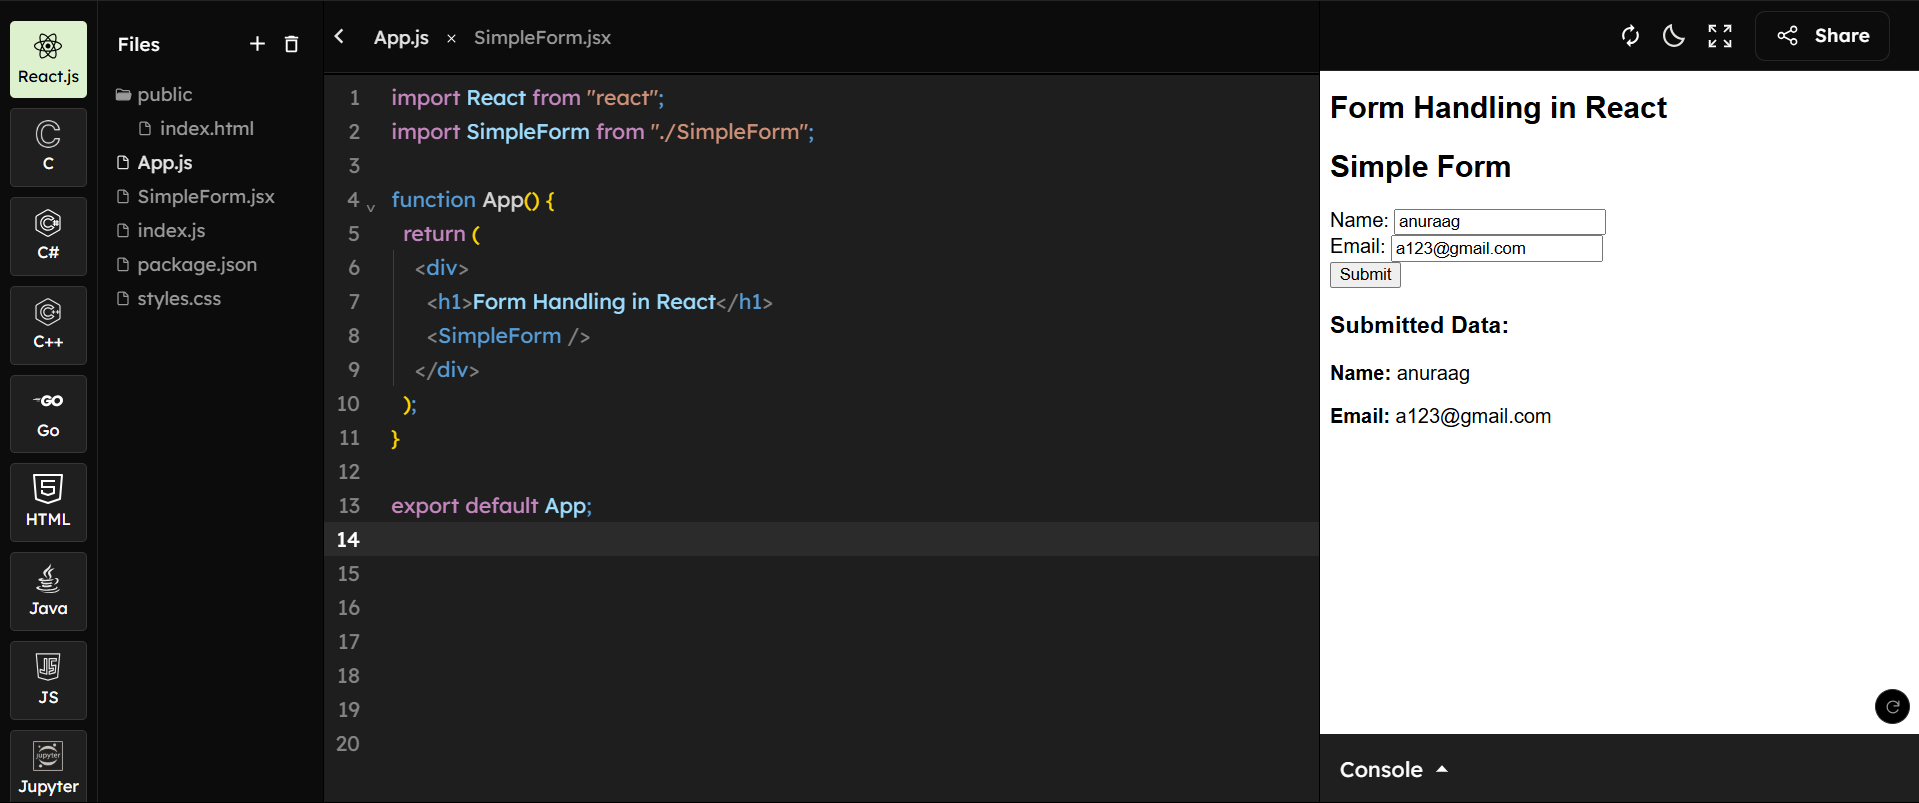 React.js
C
C#
C++
GO
Go
HTML
Java
JS
JS
jupyter
Jupyter
Files
public
index.html
App.js
SimpleForm.jsx
index.js
package.json
styles.css
App.js × SimpleForm.jsx
1 import React from "react";
2 import SimpleForm from "./SimpleForm";
3
4 function App() {
5 return (
6 <div>
7 <h1>Form Handling in React</h1>
8 <SimpleForm />
9 </div>
10 );
11 }
12
13 export default App;
14
15
16
17
18
19
20
Share
Form Handling in React
Simple Form
Name: anuraag
Email: a123@gmail.com
Submit
Submitted Data:
Name: anuraag
Email: a123@gmail.com
Console